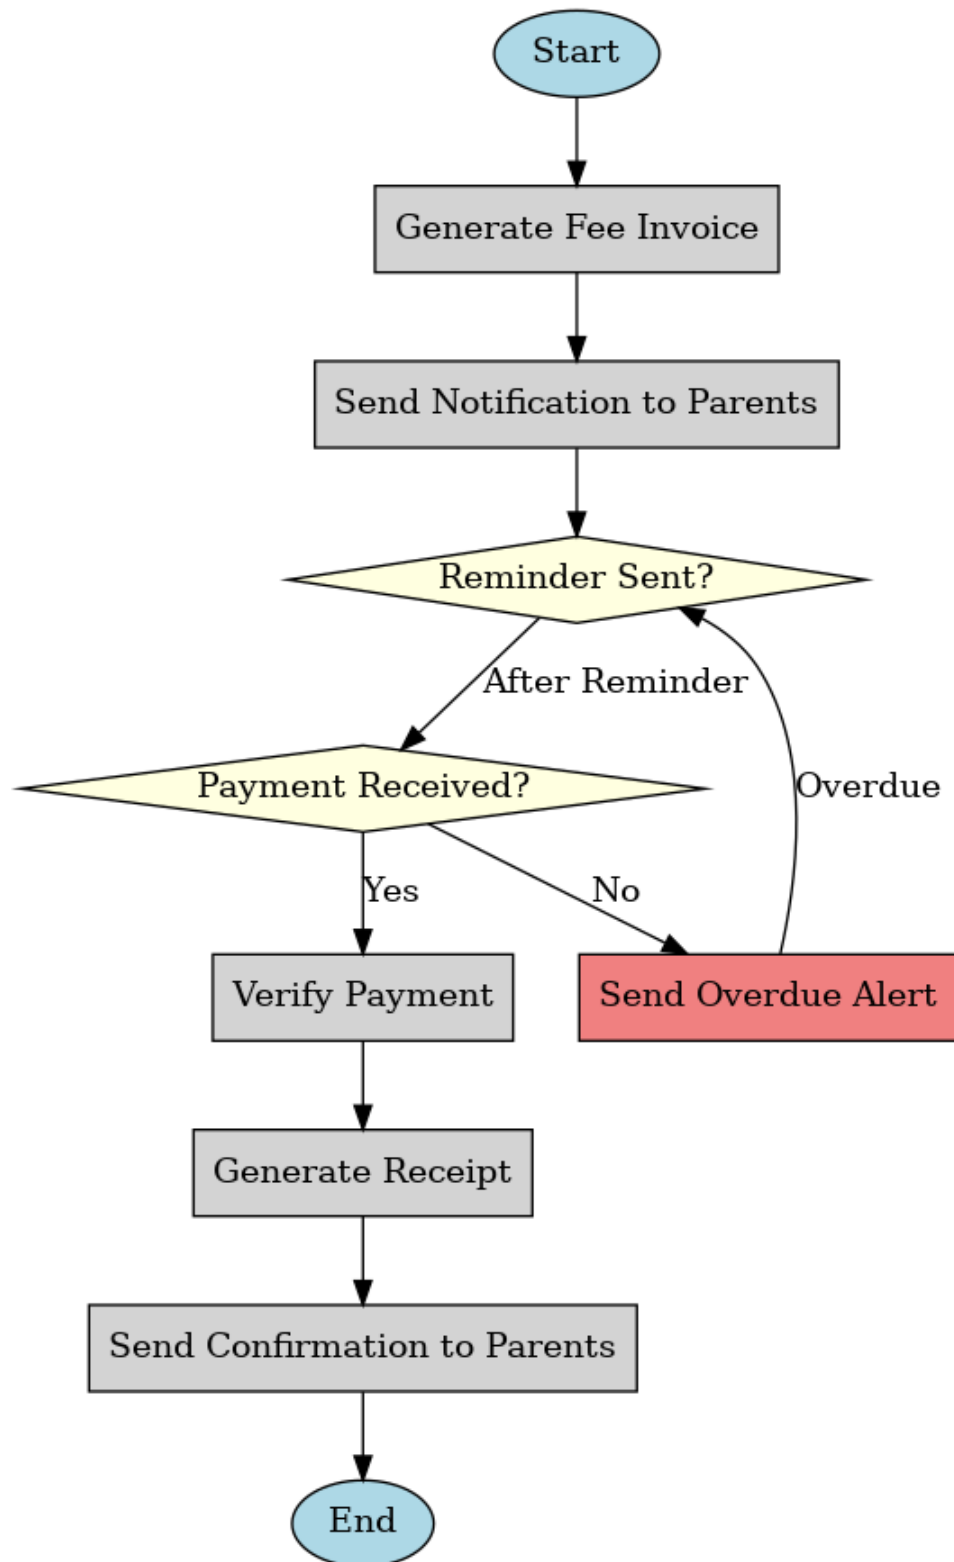 Start
Generate Fee Invoice
Send Notification to Parents
Reminder Sent?
After Reminder
Payment Received?
Overdue
Yes
No
Verify Payment
Send Overdue Alert
Generate Receipt
Send Confirmation to Parents
End